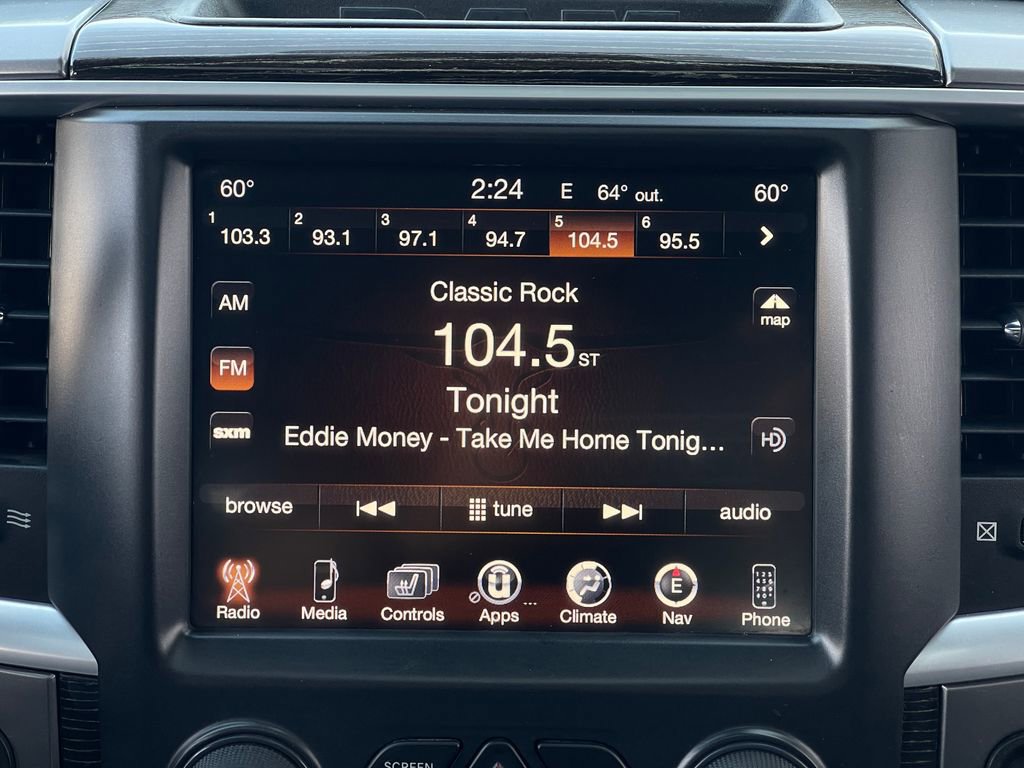 60° 2:24 E 64° out. 60°
1 103.3 2 93.1 3 97.1 4 94.7 5 104.5 6 95.5
Classic Rock
AM
map
104.5 ST
FM
Tonight
sxm
Eddie Money - Take Me Home Tonig...
HD
browse tune audio
E
Radio Media Controls Apps ... Climate Nav Phone
SCREEN